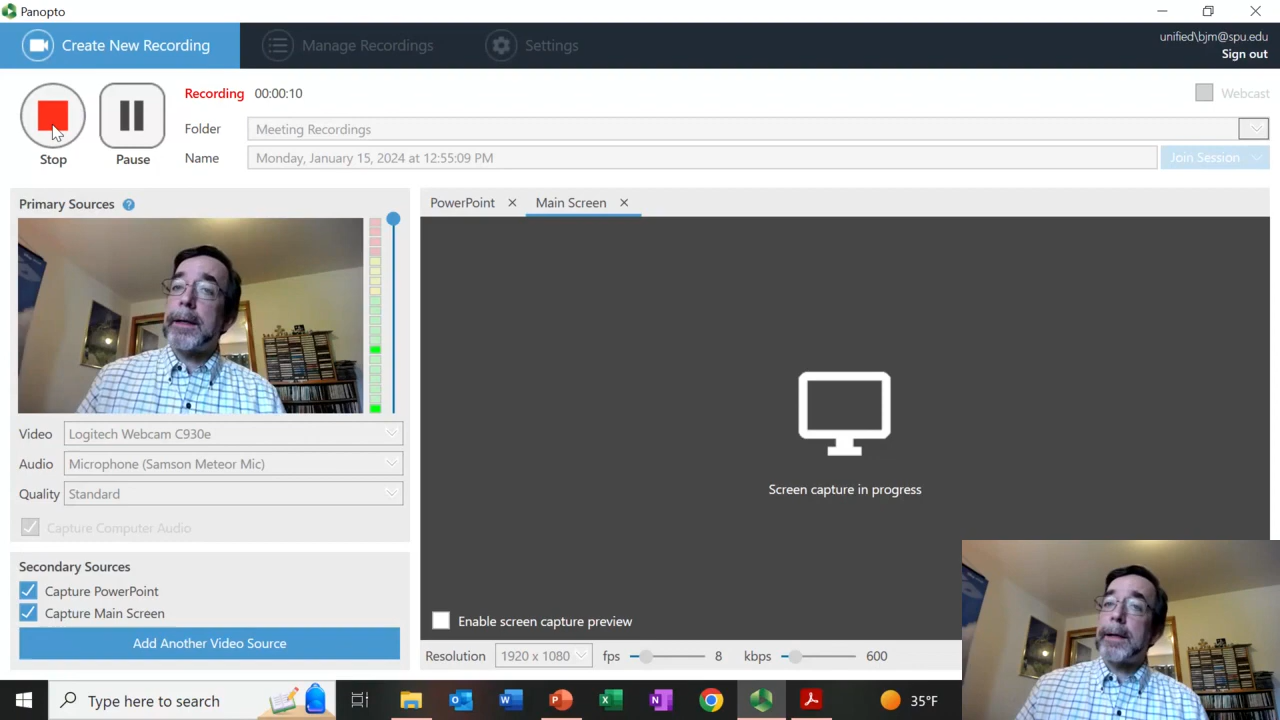 Panopto
Create New Recording
Manage Recordings
Settings
unified\bjm@spu.edu
Sign out
Recording 00:00:10
Webcast
Folder Meeting Recordings
Name Monday, January 15, 2024 at 12:55:09 PM
Join Session
Stop
Pause
Primary Sources ?
Video Logitech Webcam C930e
Audio Microphone (Samson Meteor Mic)
Quality Standard
Capture Computer Audio
Secondary Sources
Capture PowerPoint
Capture Main Screen
Add Another Video Source
PowerPoint
Main Screen
Screen capture in progress
Enable screen capture preview
Resolution 1920 x 1080 fps 8 kbps 600
Type here to search
35°F